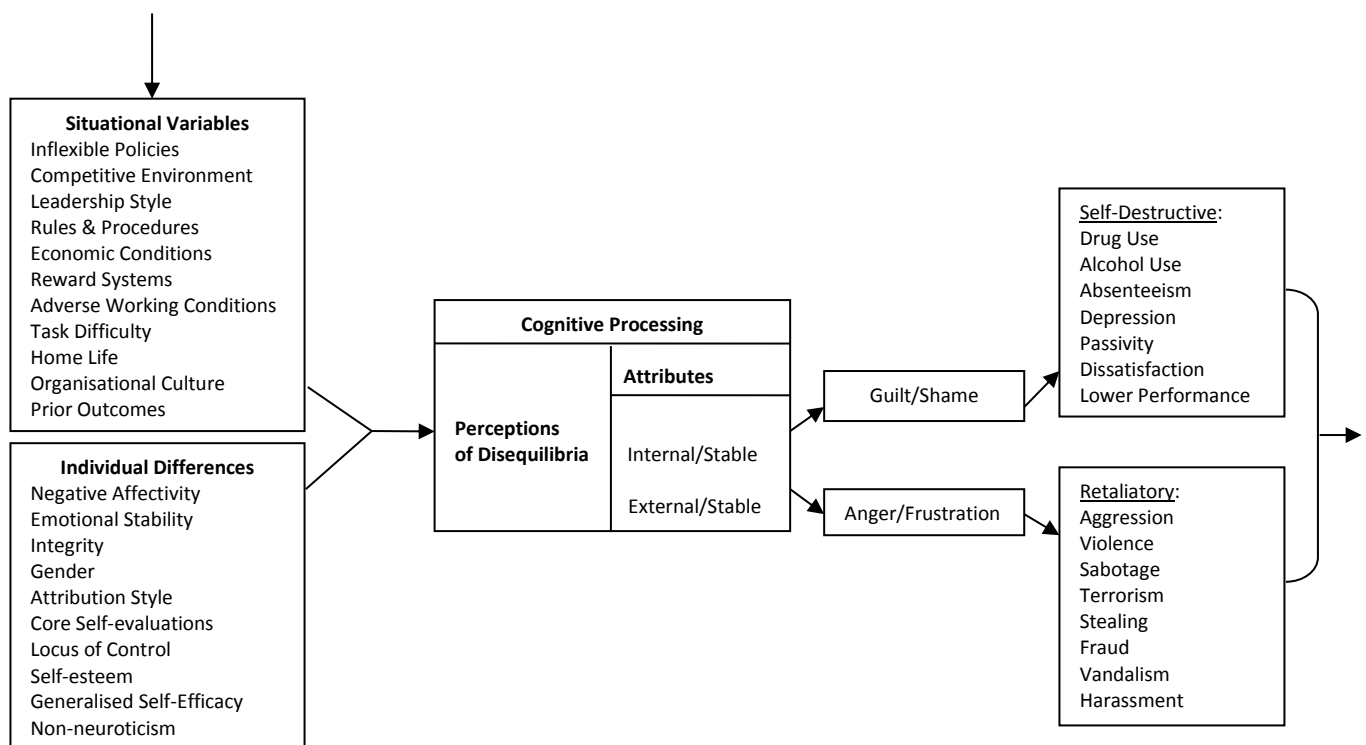 Situational Variables
Inflexible Policies
Competitive Environment
Leadership Style
Rules & Procedures
Economic Conditions
Reward Systems
Adverse Working Conditions
Task Difficulty
Home Life
Organisational Culture
Prior Outcomes
Individual Differences
Negative Affectivity
Emotional Stability
Integrity
Gender
Attribution Style
Core Self-evaluations
Locus of Control
Self-esteem
Generalised Self-Efficacy
Non-neuroticism
Cognitive Processing
Perceptions
of Disequilibria
Attributes
Internal/Stable
External/Stable
Guilt/Shame
Anger/Frustration
Self-Destructive:
Drug Use
Alcohol Use
Absenteeism
Depression
Passivity
Dissatisfaction
Lower Performance
Retaliatory:
Aggression
Violence
Sabotage
Terrorism
Stealing
Fraud
Vandalism
Harassment